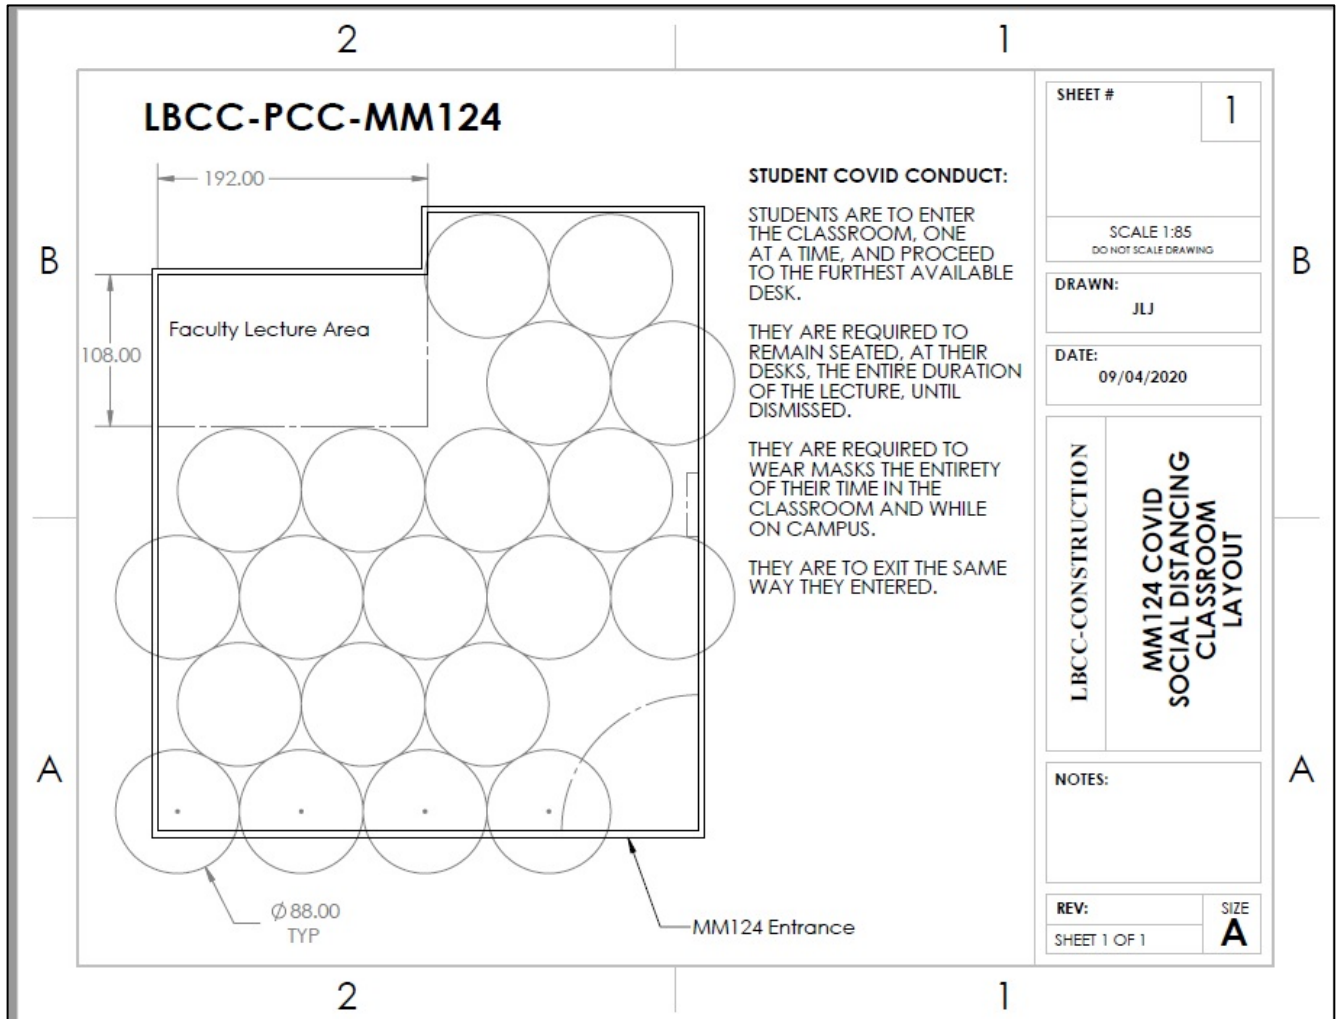 2
1
LBCC-PCC-MM124
192.00
108.00
Faculty Lecture Area
B
A
Ø88.00
TYP
MM124 Entrance
STUDENT COVID CONDUCT:
STUDENTS ARE TO ENTER
THE CLASSROOM, ONE
AT A TIME, AND PROCEED
TO THE FURTHEST AVAILABLE
DESK.
THEY ARE REQUIRED TO
REMAIN SEATED, AT THEIR
DESKS, THE ENTIRE DURATION
OF THE LECTURE, UNTIL
DISMISSED.
THEY ARE REQUIRED TO
WEAR MASKS THE ENTIRETY
OF THEIR TIME IN THE
CLASSROOM AND WHILE
ON CAMPUS.
THEY ARE TO EXIT THE SAME
WAY THEY ENTERED.
SHEET #
1
SCALE 1:85
DO NOT SCALE DRAWING
DRAWN:
JLJ
DATE:
09/04/2020
LBCC-CONSTRUCTION
MM124 COVID
SOCIAL DISTANCING
CLASSROOM
LAYOUT
NOTES:
REV:
SHEET 1 OF 1
SIZE
A
B
A
2
1